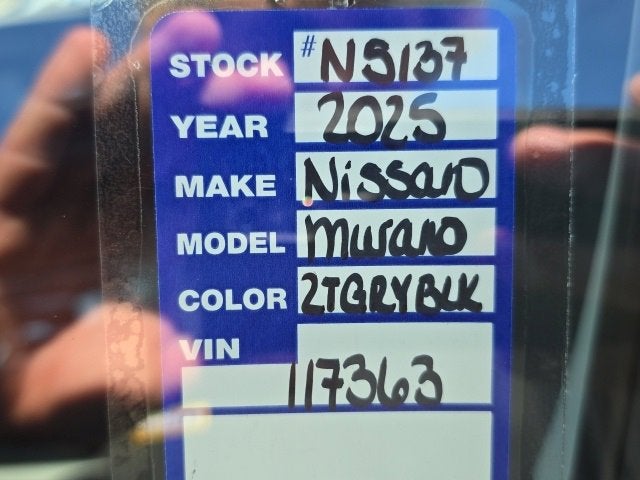 STOCK # NS137
YEAR 2025
MAKE Nissan
MODEL Murano
COLOR 2TGRYBLK
VIN
117363